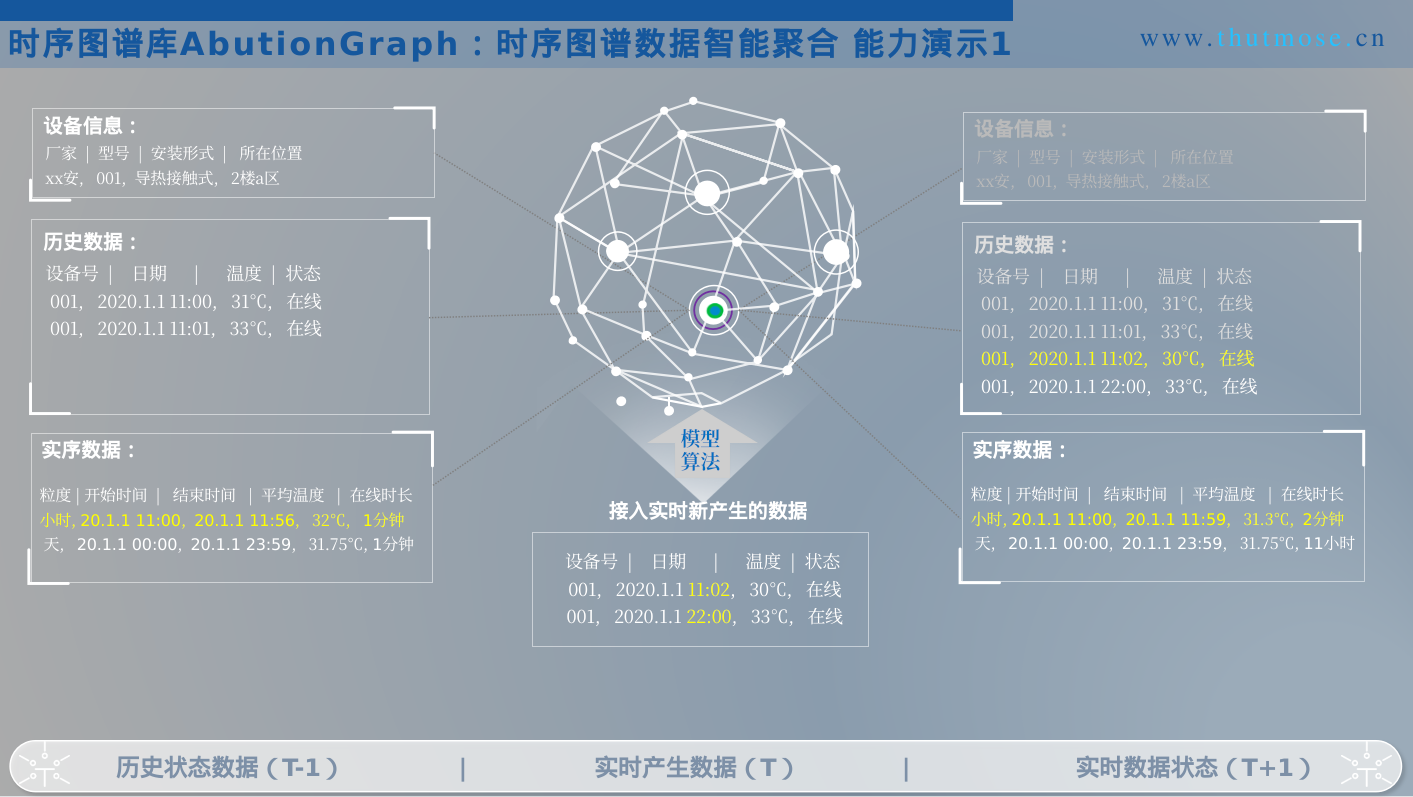 时序图谱库AbutionGraph：时序图谱数据智能聚合 能力演示1
www.thutmose.cn
设备信息：
厂家 | 型号 | 安装形式 | 所在位置
xx安, 001, 导热接触式, 2楼a区
历史数据：
设备号 | 日期 | 温度 | 状态
001, 2020.1.1 11:00, 31℃, 在线
001, 2020.1.1 11:01, 33℃, 在线
实序数据：
粒度 | 开始时间 | 结束时间 | 平均温度 | 在线时长
小时, 20.1.1 11:00, 20.1.1 11:56, 32℃, 1分钟
天, 20.1.1 00:00, 20.1.1 23:59, 31.75℃, 1分钟
模型
算法
接入实时新产生的数据
设备号 | 日期 | 温度 | 状态
001, 2020.1.1 11:02, 30℃, 在线
001, 2020.1.1 22:00, 33℃, 在线
设备信息：
厂家 | 型号 | 安装形式 | 所在位置
xx安, 001, 导热接触式, 2楼a区
历史数据：
设备号 | 日期 | 温度 | 状态
001, 2020.1.1 11:00, 31℃, 在线
001, 2020.1.1 11:01, 33℃, 在线
001, 2020.1.1 11:02, 30℃, 在线
001, 2020.1.1 22:00, 33℃, 在线
实序数据：
粒度 | 开始时间 | 结束时间 | 平均温度 | 在线时长
小时, 20.1.1 11:00, 20.1.1 11:59, 31.3℃, 2分钟
天, 20.1.1 00:00, 20.1.1 23:59, 31.75℃, 11小时
历史状态数据（T-1） | 实时产生数据（T） | 实时数据状态（T+1）